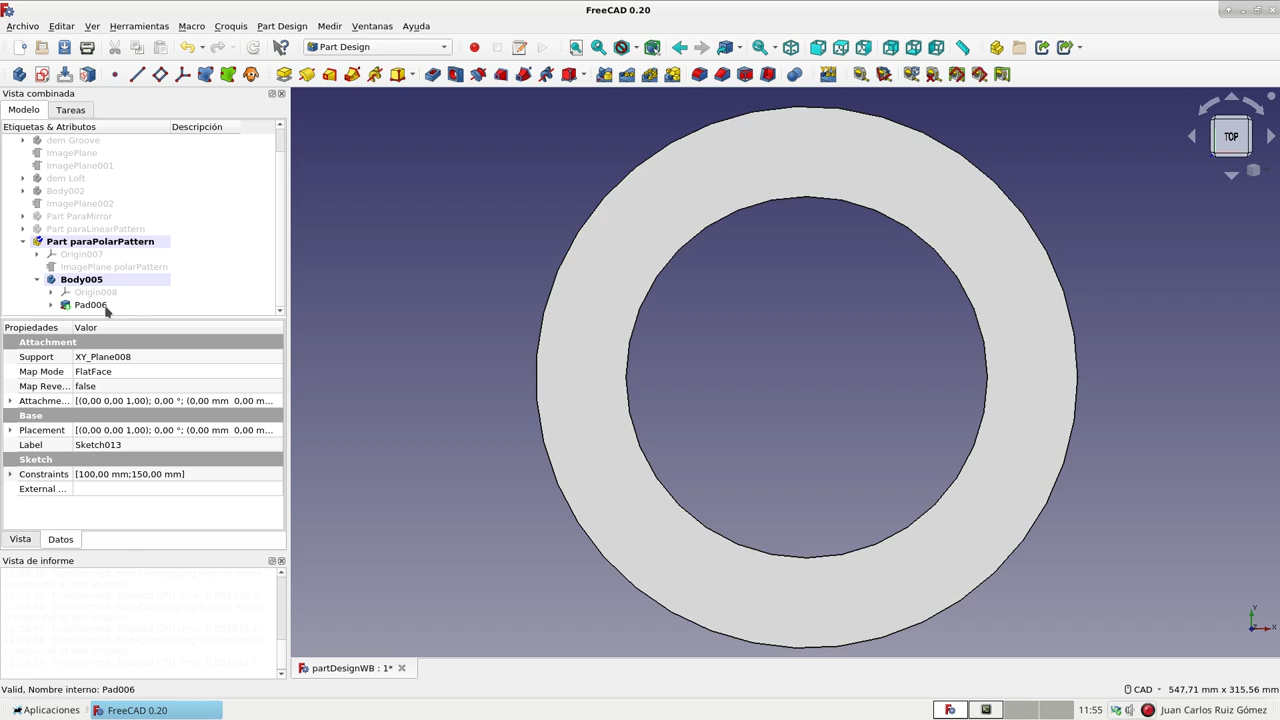 FreeCAD 0.20
Archivo Editar Ver Herramientas Macro Croquis Part Design Medir Ventanas Ayuda
Part Design
Vista combinada
Modelo Tareas
Etiquetas & Atributos Descripción
dem Groove
ImagePlane
ImagePlane001
dem Loft
Body002
ImagePlane002
Part ParaMirror
Part paraLinearPattern
Part paraPolarPattern
Origin007
ImagePlane polarPattern
Body005
Origin008
Pad006
Propiedades Valor
Attachment
Support XY_Plane008
Map Mode FlatFace
Map Reve... false
Attachme... [(0,00 0,00 1,00); 0,00 °; (0,00 mm 0,00 m...
Base
Placement [(0,00 0,00 1,00); 0,00 °; (0,00 mm 0,00 m...
Label Sketch013
Sketch
Constraints [100,00 mm;150,00 mm]
External ...
Vista Datos
Vista de informe
TOP
Y
X
partDesignWB : 1*
Valid, Nombre interno: Pad006
CAD 547,71 mm x 315,56 mm
Aplicaciones FreeCAD 0.20 11:55 Juan Carlos Ruiz Gómez